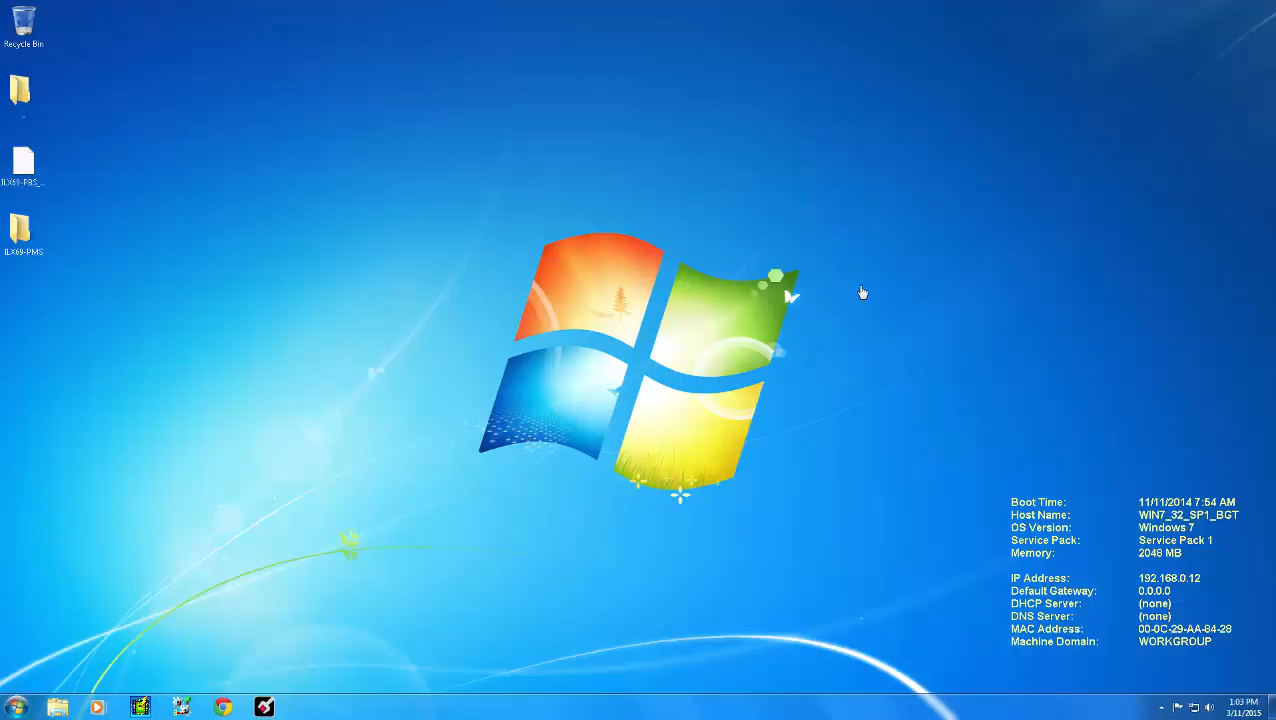 Recycle Bin
.
ILX69-PBS_...
ILX69-PMS
Boot Time: 11/11/2014 7:54 AM
Host Name: WIN7_32_SP1_BGT
OS Version: Windows 7
Service Pack: Service Pack 1
Memory: 2048 MB
IP Address: 192.168.0.12
Default Gateway: 0.0.0.0
DHCP Server: (none)
DNS Server: (none)
MAC Address: 00-0C-29-AA-84-28
Machine Domain: WORKGROUP
1:03 PM
3/11/2015